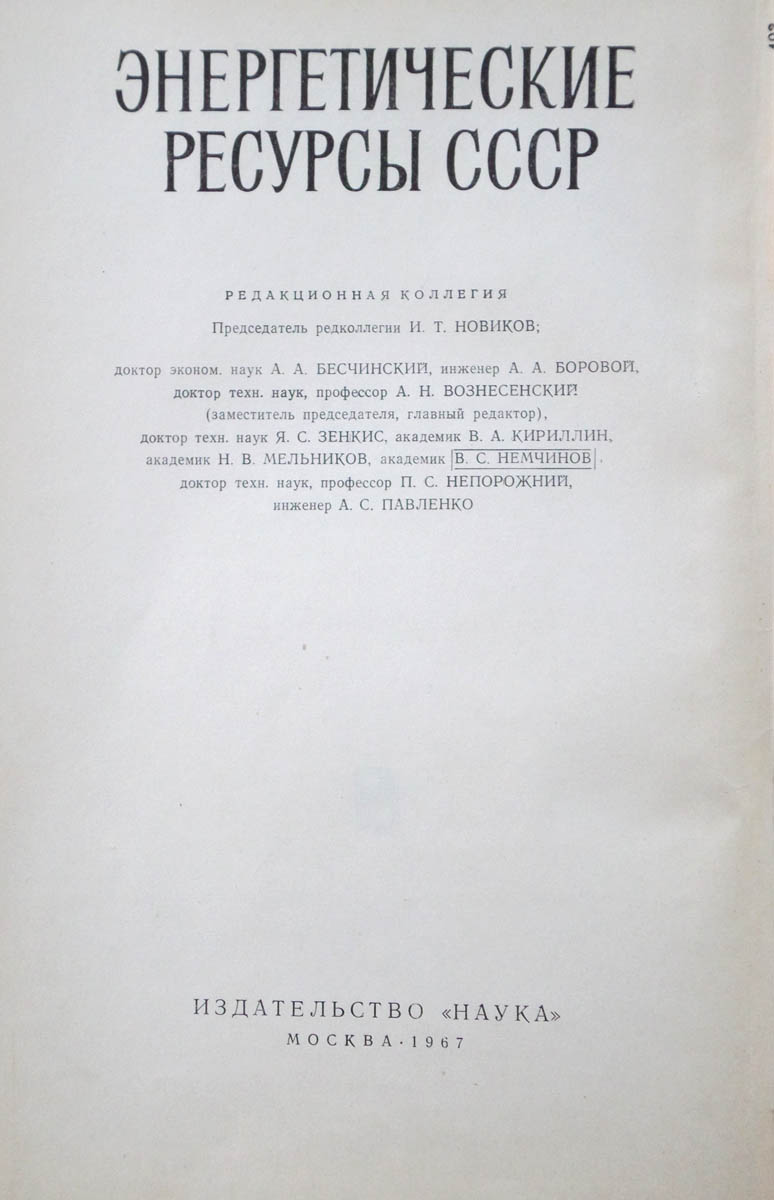 ЭНЕРГЕТИЧЕСКИЕ
РЕСУРСЫ СССР
РЕДАКЦИОННАЯ КОЛЛЕГИЯ
Председатель редколлегии И. Т. НОВИКОВ;
доктор эконом. наук А. А. БЕСЧИНСКИЙ, инженер А. А. БОРОВОЙ,
доктор техн. наук, профессор А. Н. ВОЗНЕСЕНСКИЙ
(заместитель председателя, главный редактор),
доктор техн. наук Я. С. ЗЕНКИС, академик В. А. КИРИЛЛИН,
академик Н. В. МЕЛЬНИКОВ, академик В. С. НЕМЧИНОВ,
доктор техн. наук, профессор П. С. НЕПОРОЖНИЙ,
инженер А. С. ПАВЛЕНКО
ИЗДАТЕЛЬСТВО «НАУКА»
МОСКВА · 1967